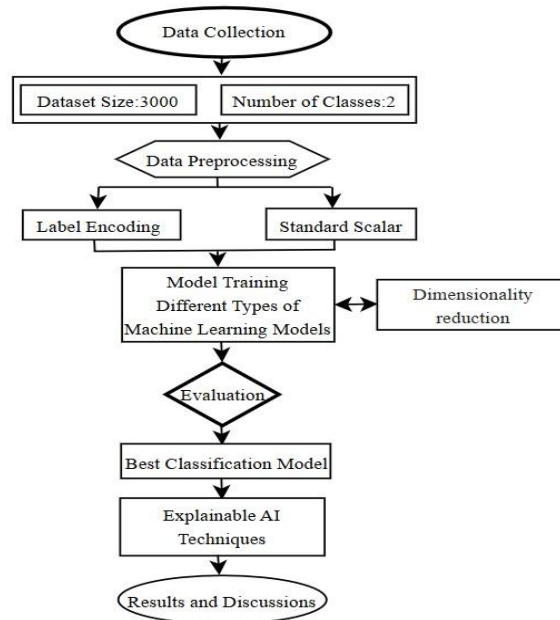 Data Collection
Dataset Size:3000
Number of Classes:2
Data Preprocessing
Label Encoding
Standard Scalar
Model Training
Different Types of
Machine Learning Models
Dimensionality
reduction
Evaluation
Best Classification Model
Explainable AI
Techniques
Results and Discussions